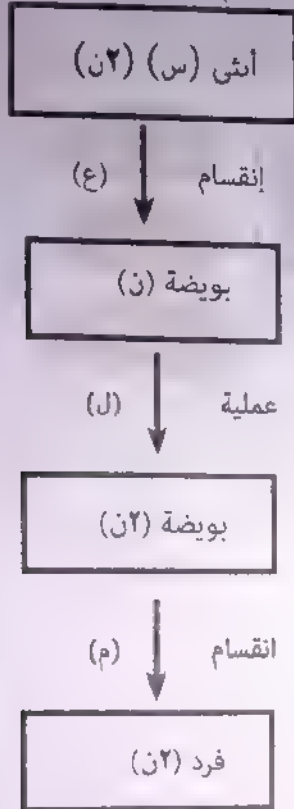 أنثى (س) (٢ن)
إنقسام (ع)
بويضة (ن)
عملية (ل)
بويضة (٢ن)
انقسام (م)
فرد (٢ن)